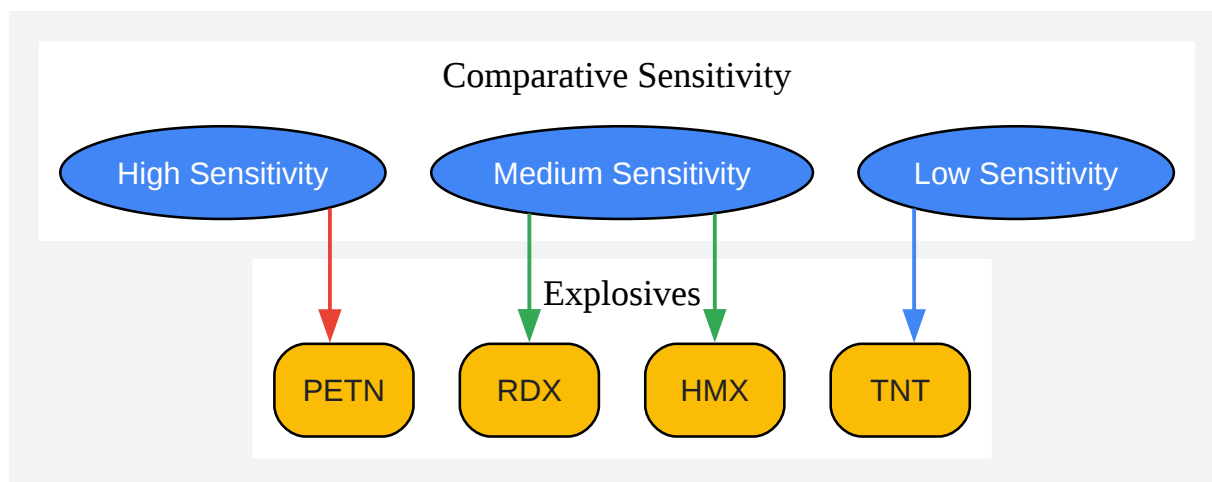 Comparative Sensitivity
High Sensitivity
Medium Sensitivity
Low Sensitivity
Explosives
PETN
RDX
HMX
TNT